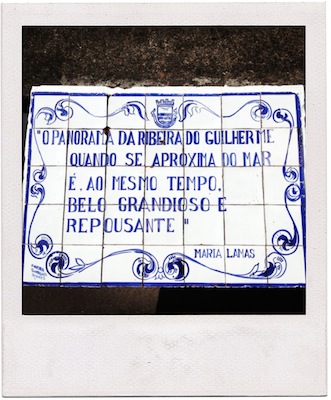 "O PANORAMA DA RIBEIRA DO GUILHERME
QUANDO SE APROXIMA DO MAR
É, AO MESMO TEMPO,
BELO GRANDIOSO E
REPOUSANTE"
MARIA LAMAS